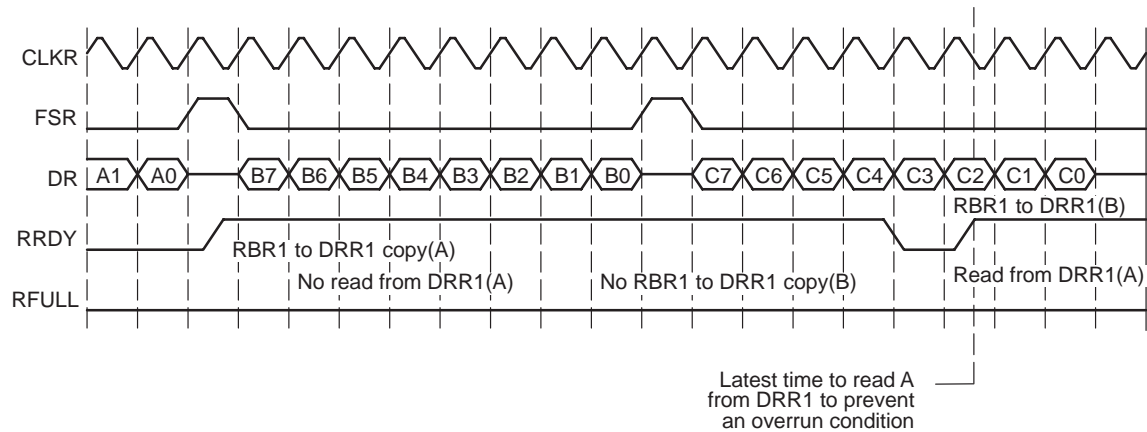 CLKR
FSR
DR
A1 A0 B7 B6 B5 B4 B3 B2 B1 B0 C7 C6 C5 C4 C3 C2 C1 C0
RBR1 to DRR1(B)
RRDY
RBR1 to DRR1 copy(A)
No read from DRR1(A)
No RBR1 to DRR1 copy(B)
Read from DRR1(A)
RFULL
Latest time to read A
from DRR1 to prevent
an overrun condition